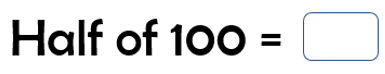 Half of 100 =